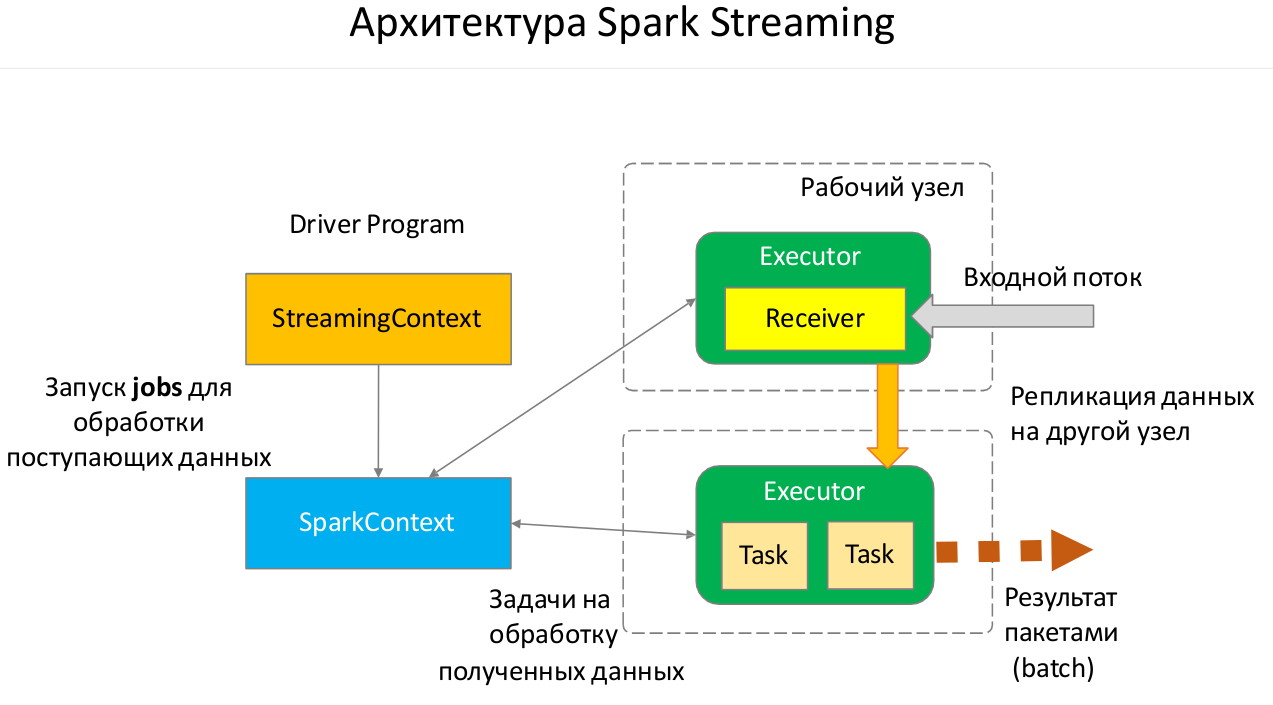 Архитектура Spark Streaming
Driver Program
StreamingContext
Запуск jobs для
обработки
поступающих данных
SparkContext
Рабочий узел
Executor
Receiver
Входной поток
Репликация данных
на другой узел
Executor
Task
Task
Задачи на
обработку
полученных данных
Результат
пакетами
(batch)